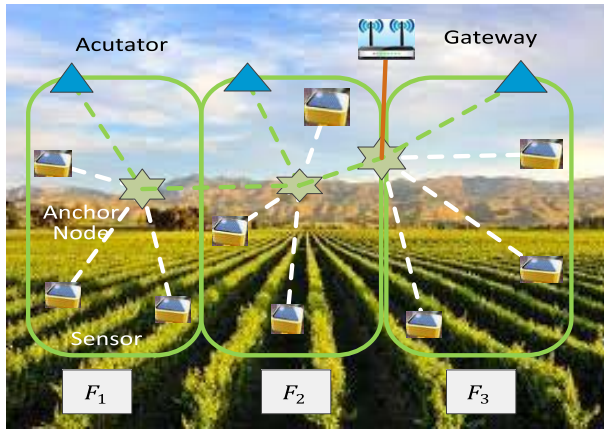 Acutator
Gateway
Anchor
Node
Sensor
F₁
F₂
F₃